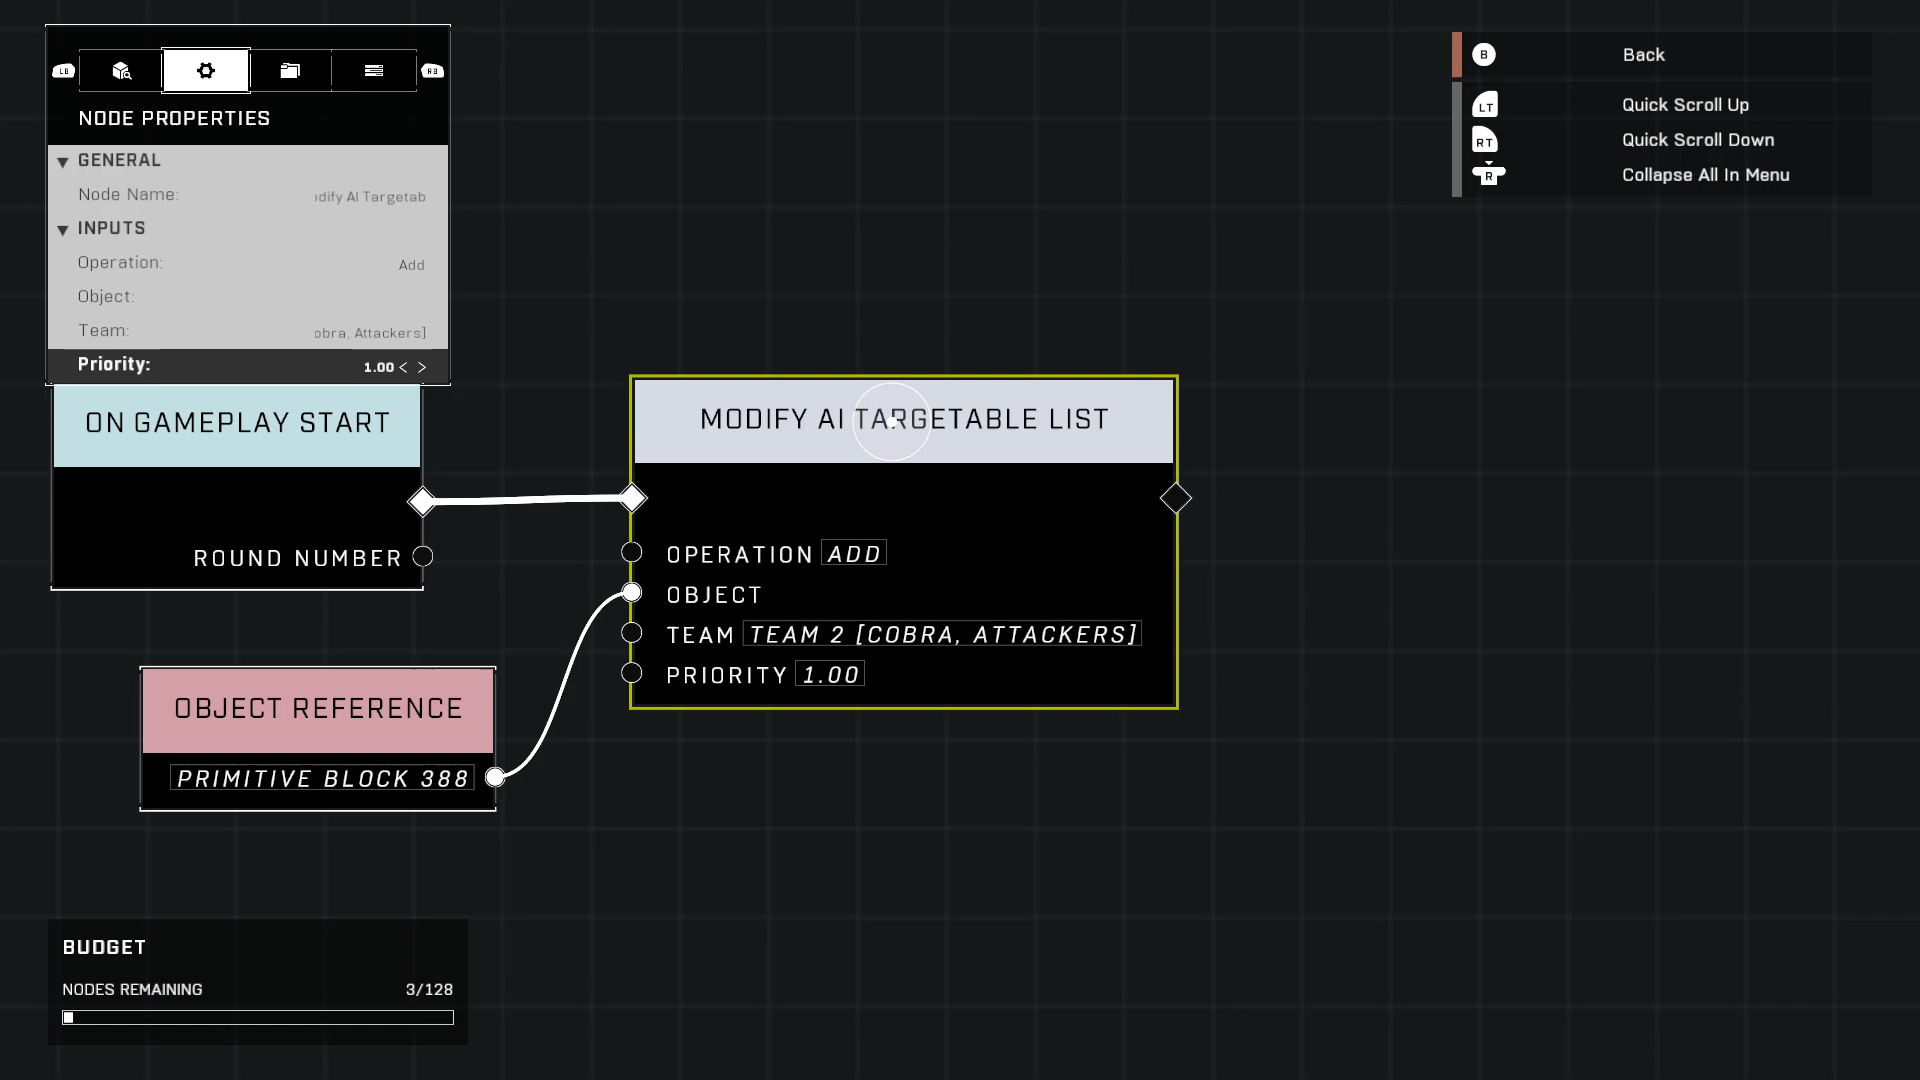 LB
RB
NODE PROPERTIES
GENERAL
Node Name: odify AI Targetab
INPUTS
Operation: Add
Object:
Team: obra, Attackers]
Priority: 1.00 < >
B Back
LT Quick Scroll Up
RT Quick Scroll Down
R Collapse All In Menu
ON GAMEPLAY START
ROUND NUMBER
MODIFY AI TARGETABLE LIST
OPERATION ADD
OBJECT
TEAM TEAM 2 [COBRA, ATTACKERS]
PRIORITY 1.00
OBJECT REFERENCE
PRIMITIVE BLOCK 388
BUDGET
NODES REMAINING 3/128